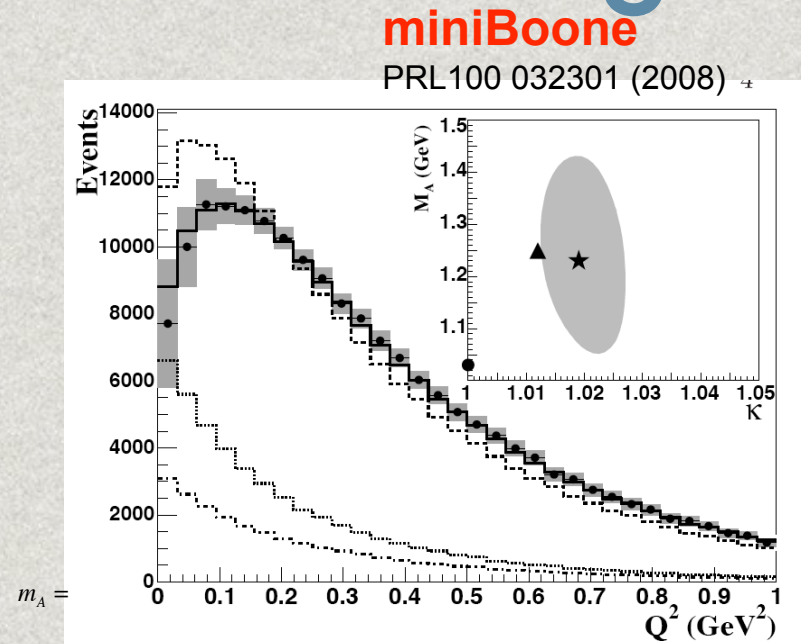 miniBoone
PRL100 032301 (2008)
14000
12000
10000
8000
6000
4000
2000
0
Events
1.5
1.4
1.3
1.2
1.1
M_A (GeV)
1 1.01 1.02 1.03 1.04 1.05
κ
m_A =
0 0.1 0.2 0.3 0.4 0.5 0.6 0.7 0.8 0.9 1
Q² (GeV²)